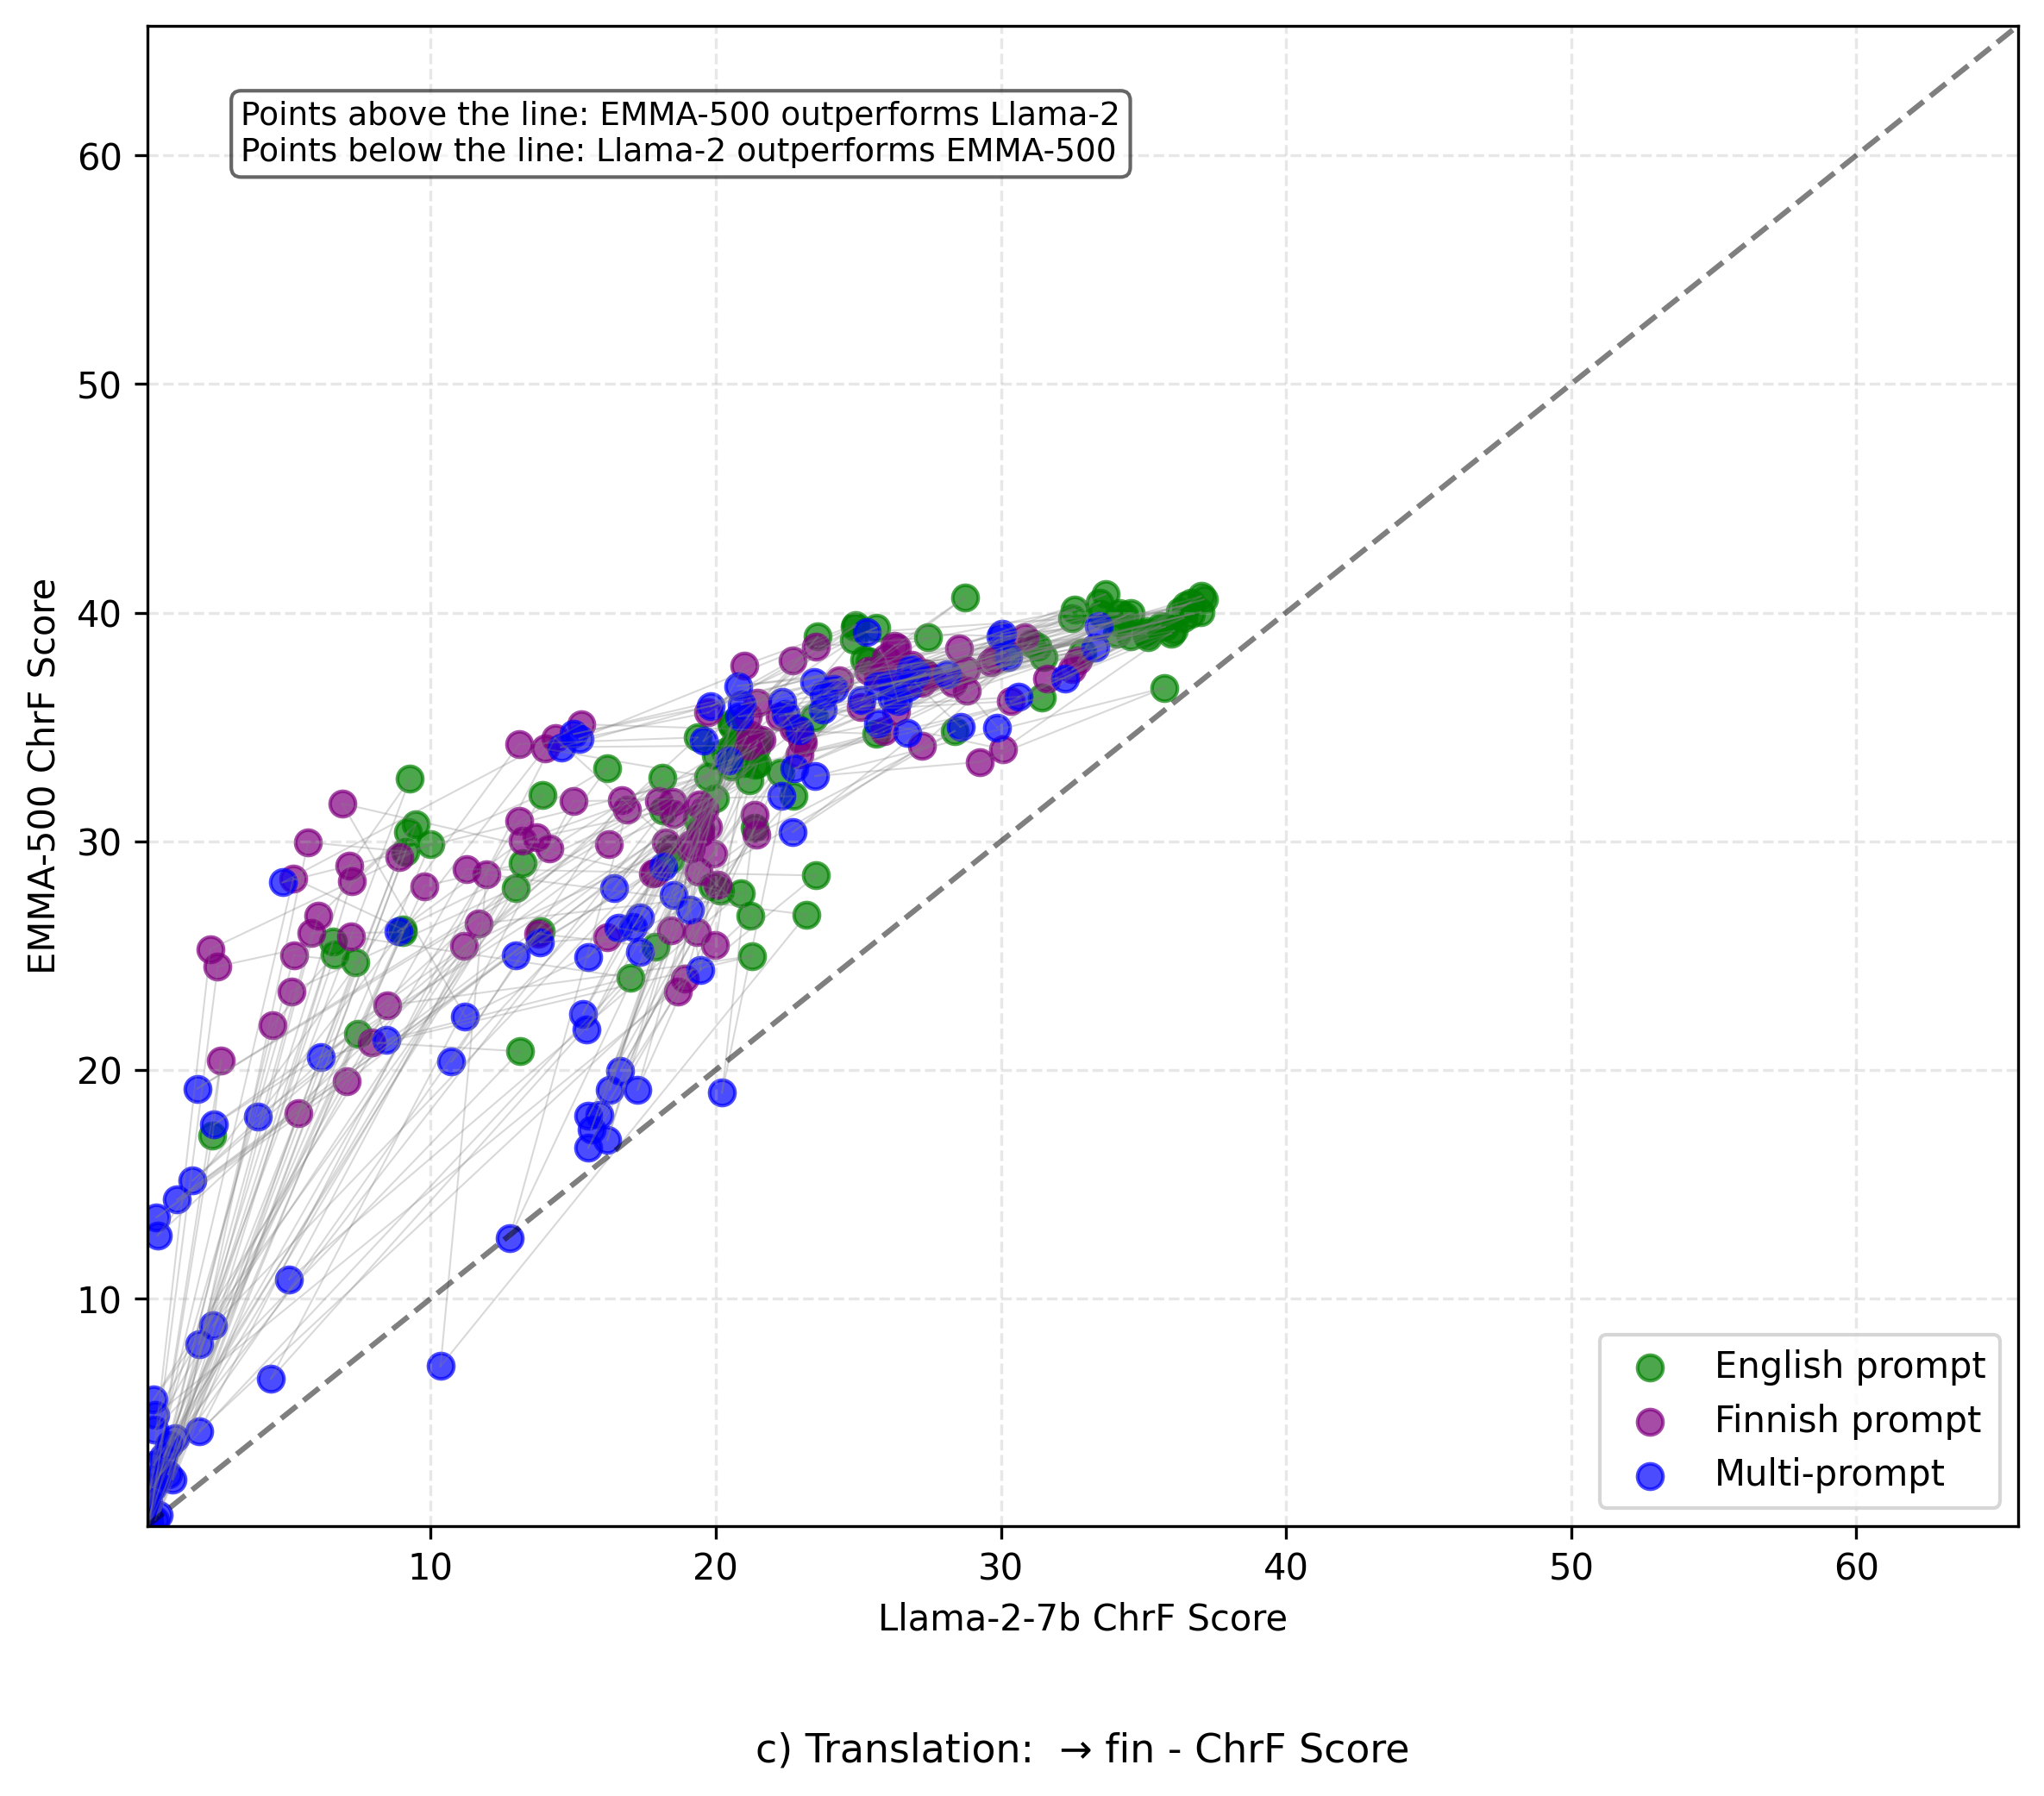 Points above the line: EMMA-500 outperforms Llama-2
Points below the line: Llama-2 outperforms EMMA-500
60
50
40
30
20
10
EMMA-500 ChrF Score
English prompt
Finnish prompt
Multi-prompt
10 20 30 40 50 60
Llama-2-7b ChrF Score
c) Translation: → fin - ChrF Score